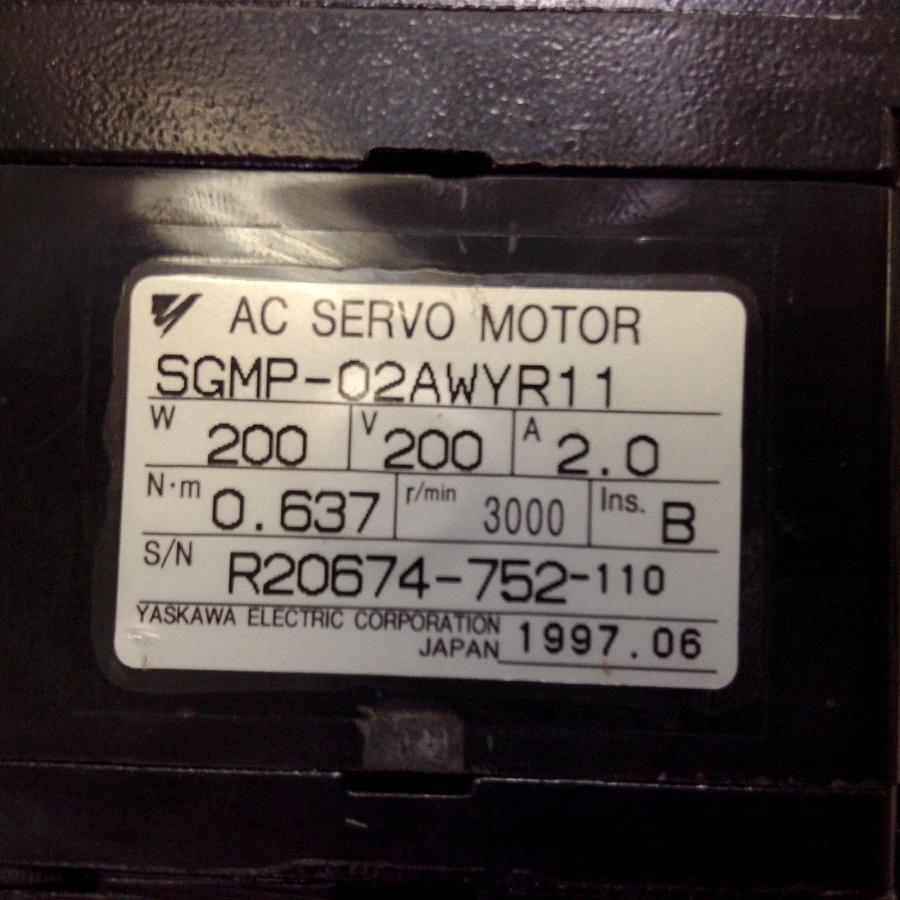 AC SERVO MOTOR
SGMP-02AWYR11
W 200 V 200 A 2.0
N·m 0.637 r/min 3000 Ins. B
S/N R20674-752-110
YASKAWA ELECTRIC CORPORATION
JAPAN 1997.06